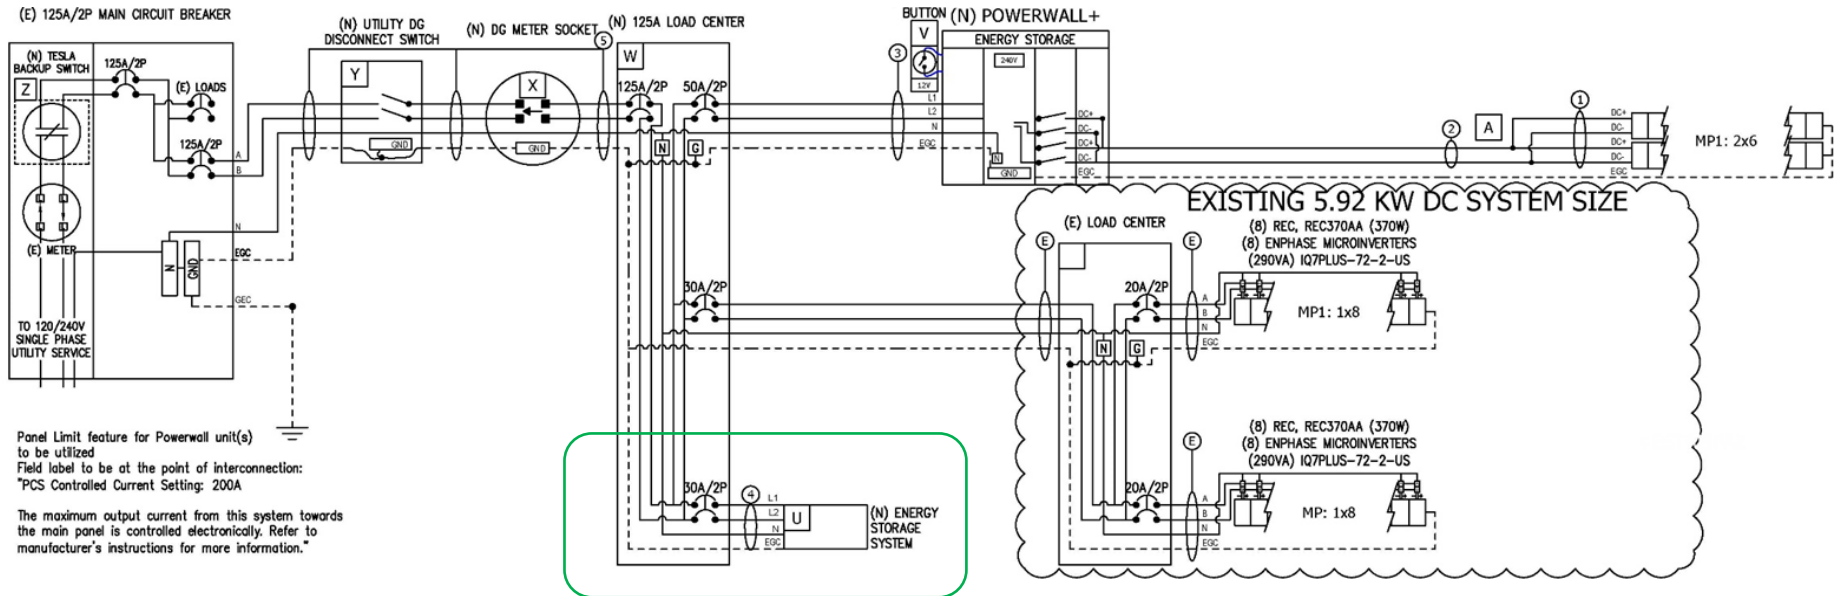 (E) 125A/2P MAIN CIRCUIT BREAKER
(N) TESLA
BACKUP SWITCH
Z
125A/2P
(E) LOADS
125A/2P
A
B
(E) METER
N
GND
N
EGC
GEC
TO 120/240V
SINGLE PHASE
UTILITY SERVICE
(N) UTILITY DG
DISCONNECT SWITCH
Y
GND
(N) DG METER SOCKET
X
GND
5
(N) 125A LOAD CENTER
W
125A/2P
50A/2P
N
G
30A/2P
30A/2P
4
L1
L2
N
EGC
U
(N) ENERGY
STORAGE
SYSTEM
3
L1
L2
N
EGC
BUTTON
V
12V
(N) POWERWALL+
ENERGY STORAGE
240V
N
GND
DC+
DC-
DC+
DC-
EGC
2
A
1
DC+
DC-
DC+
DC-
EGC
MP1: 2x6
EXISTING 5.92 KW DC SYSTEM SIZE
(E) LOAD CENTER
E
E
20A/2P
A
B
N
EGC
N
G
(8) REC, REC370AA (370W)
(8) ENPHASE MICROINVERTERS
(290VA) IQ7PLUS-72-2-US
MP1: 1x8
E
20A/2P
A
B
N
EGC
(8) REC, REC370AA (370W)
(8) ENPHASE MICROINVERTERS
(290VA) IQ7PLUS-72-2-US
MP: 1x8
Panel Limit feature for Powerwall unit(s)
to be utilized
Field label to be at the point of interconnection:
"PCS Controlled Current Setting: 200A
The maximum output current from this system towards
the main panel is controlled electronically. Refer to
manufacturer's instructions for more information."